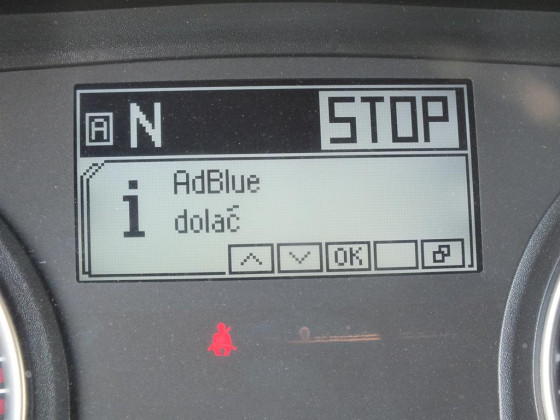 A N STOP
i AdBlue
dolač
OK